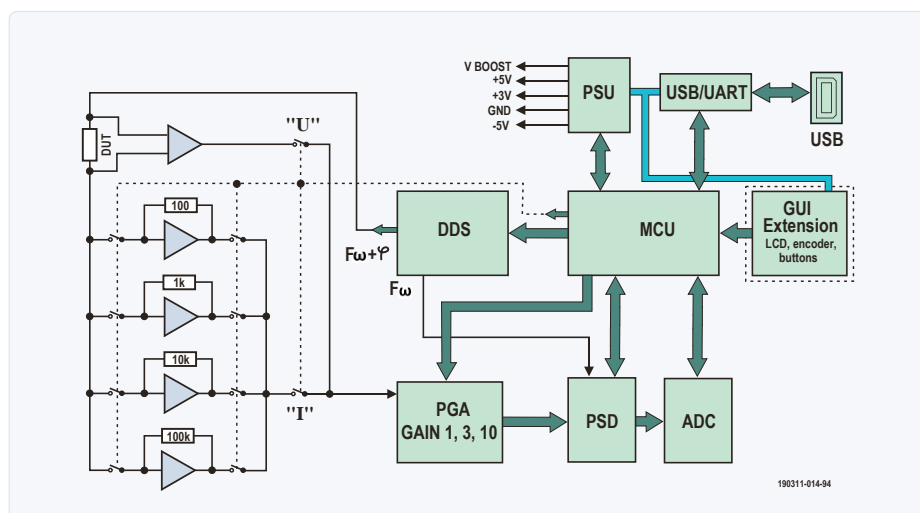 V BOOST
+5V
+3V
GND
-5V
PSU
USB/UART
USB
"U"
DUT
100
1k
10k
100k
"I"
DDS
Fω+φ
Fω
MCU
GUI
Extension
LCD, encoder,
buttons
PGA
GAIN 1, 3, 10
PSD
ADC
190311-014-94